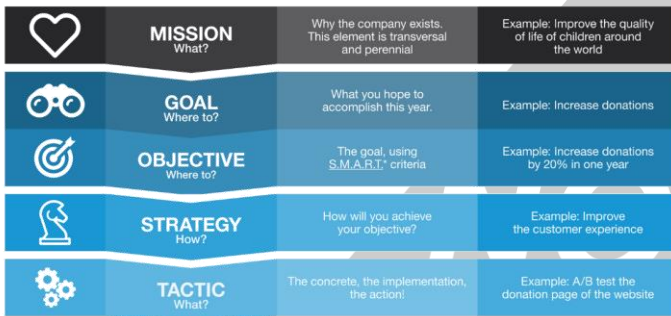 MISSION
What?
Why the company exists.
This element is transversal
and perennial
Example: Improve the quality
of life of children around
the world
GOAL
Where to?
What you hope to
accomplish this year.
Example: Increase donations
OBJECTIVE
Where to?
The goal, using
S.M.A.R.T.* criteria
Example: Increase donations
by 20% in one year
STRATEGY
How?
How will you achieve
your objective?
Example: Improve
the customer experience
TACTIC
What?
The concrete, the implementation,
the action!
Example: A/B test the
donation page of the website